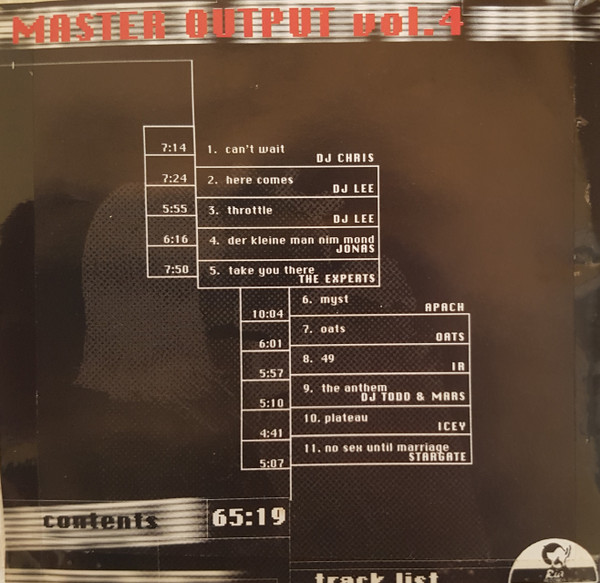 MASTER OUTPUT vol.4
7:14 1. can't wait
DJ CHRIS
7:24 2. here comes
DJ LEE
5:55 3. throttle
DJ LEE
6:16 4. der kleine man nim mond
JONAS
7:50 5. take you there
THE EXPERTS
6. myst
10:04 APACH
7. oats
6:01 OATS
8. 49
5:57 IR
9. the anthem
5:10 DJ TODD & MARS
10. plateau
4:41 ICEY
11. no sex until marriage
5:07 STARGATE
contents 65:19
track list